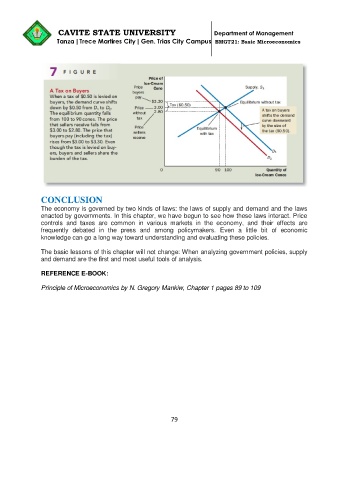 CAVITE STATE UNIVERSITY
Department of Management
Tanza |Trece Martires City| Gen. Trias City Campus
BMGT21: Basic Microeconomics
7 FIGURE
A Tax on Buyers
When a tax of $0.50 is levied on
buyers, the demand curve shifts
down by $0.50 from D1 to D2.
The equilibrium quantity falls
from 100 to 90 cones. The price
that sellers receive falls from
$3.00 to $2.80. The price that
buyers pay (including the tax)
rises from $3.00 to $3.30. Even
though the tax is levied on buy-
ers, buyers and sellers share the
burden of the tax.
Price of
Ice-Cream
Cone
Price
buyers
pay
$3.30
Price
without
tax
3.00
2.80
Price
sellers
receive
Tax ($0.50)
Supply, S1
Equilibrium without tax
A tax on buyers
shifts the demand
curve downward
by the size of
the tax ($0.50).
Equilibrium
with tax
D1
D2
0
90 100
Quantity of
Ice-Cream Cones
CONCLUSION
The economy is governed by two kinds of laws: the laws of supply and demand and the laws
enacted by governments. In this chapter, we have begun to see how these laws interact. Price
controls and taxes are common in various markets in the economy, and their effects are
frequently debated in the press and among policymakers. Even a little bit of economic
knowledge can go a long way toward understanding and evaluating these policies.
The basic lessons of this chapter will not change: When analyzing government policies, supply
and demand are the first and most useful tools of analysis.
REFERENCE E-BOOK:
Principle of Microeconomics by N. Gregory Mankiw, Chapter 1 pages 89 to 109
79